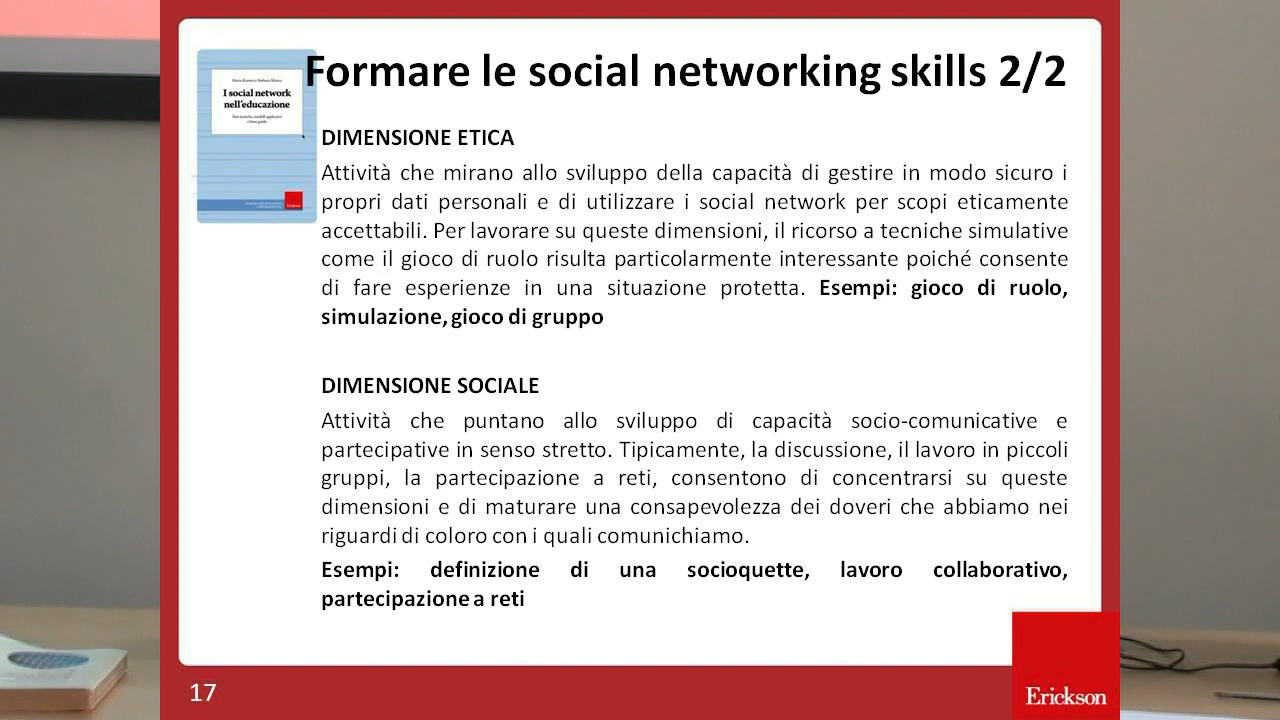 Formare le social networking skills 2/2
I social network
nell'educazione
Erickson
DIMENSIONE ETICA
Attività che mirano allo sviluppo della capacità di gestire in modo sicuro i
propri dati personali e di utilizzare i social network per scopi eticamente
accettabili. Per lavorare su queste dimensioni, il ricorso a tecniche simulative
come il gioco di ruolo risulta particolarmente interessante poiché consente
di fare esperienze in una situazione protetta. Esempi: gioco di ruolo,
simulazione, gioco di gruppo
DIMENSIONE SOCIALE
Attività che puntano allo sviluppo di capacità socio-comunicative e
partecipative in senso stretto. Tipicamente, la discussione, il lavoro in piccoli
gruppi, la partecipazione a reti, consentono di concentrarsi su queste
dimensioni e di maturare una consapevolezza dei doveri che abbiamo nei
riguardi di coloro con i quali comunichiamo.
Esempi: definizione di una socioquette, lavoro collaborativo,
partecipazione a reti
17
Erickson